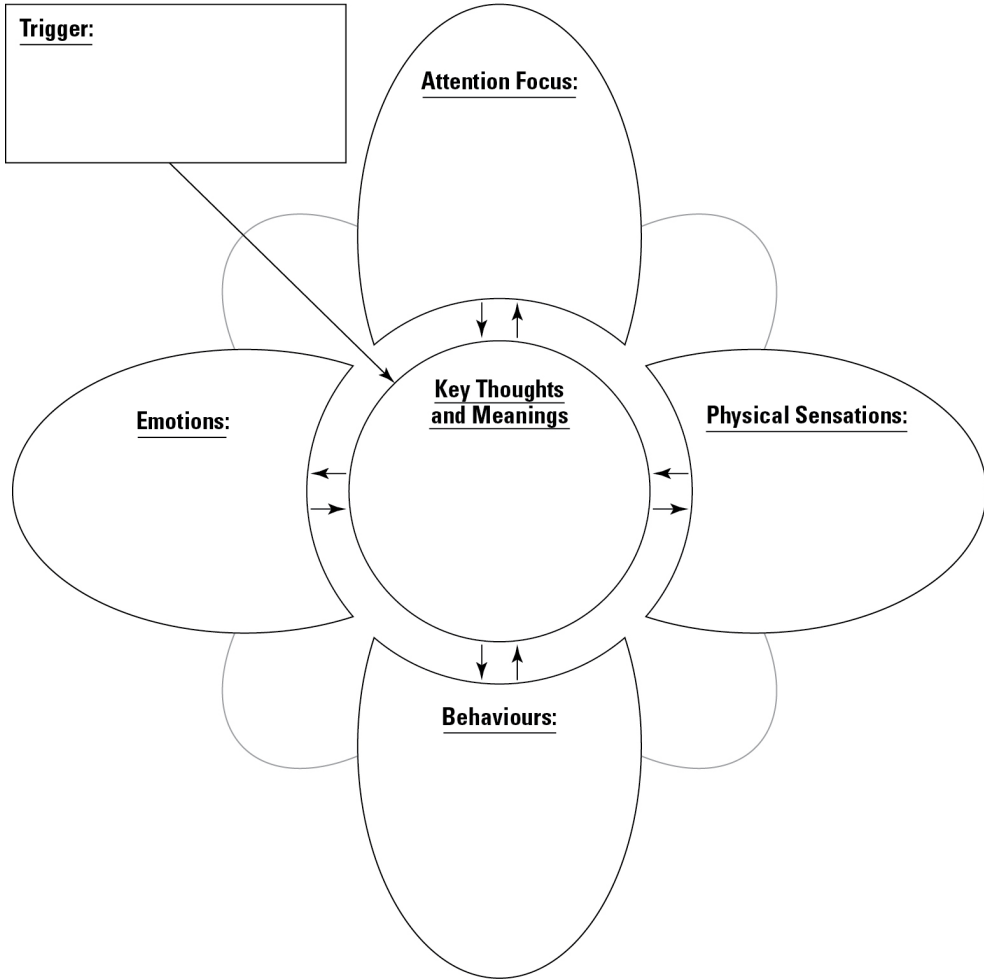 Trigger:
Attention Focus:
Key Thoughts
and Meanings
Emotions:
Physical Sensations:
Behaviours: